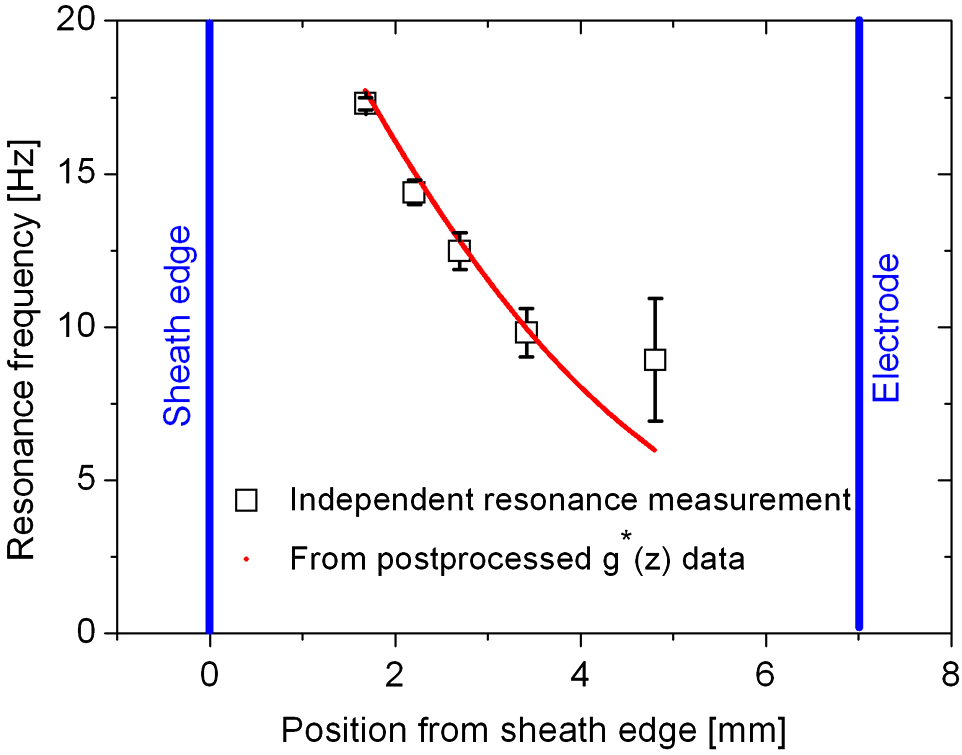 20
15
10
5
0
Resonance frequency [Hz]
Sheath edge
Electrode
Independent resonance measurement
From postprocessed g*(z) data
0 2 4 6 8
Position from sheath edge [mm]